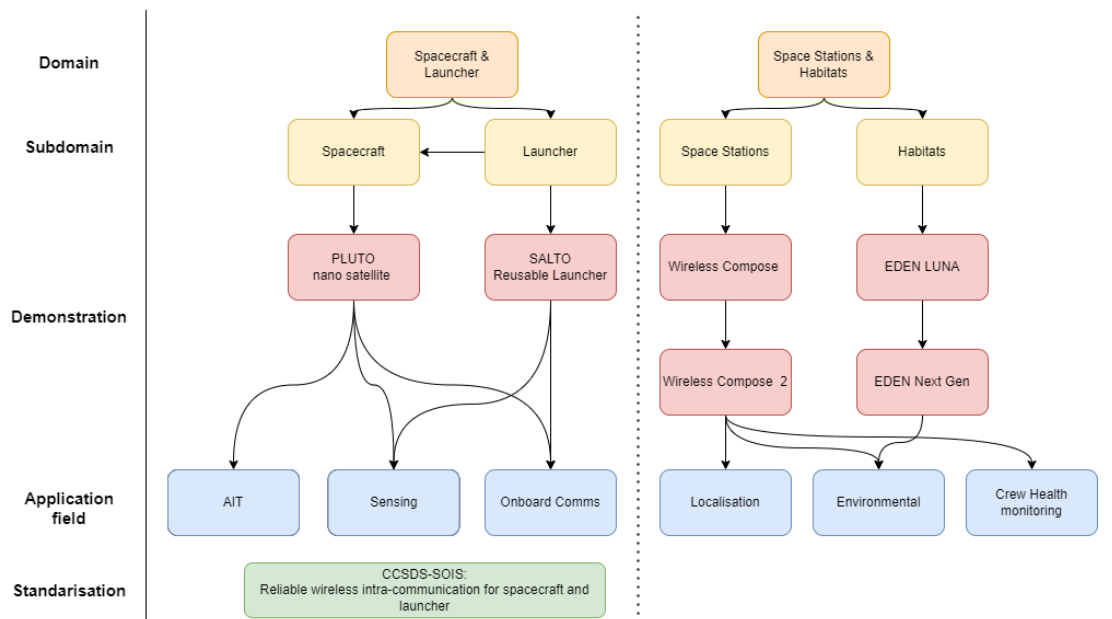 Domain
Spacecraft &
Launcher
Space Stations &
Habitats
Subdomain
Spacecraft
Launcher
Space Stations
Habitats
Demonstration
PLUTO
nano satellite
SALTO
Reusable Launcher
Wireless Compose
EDEN LUNA
Wireless Compose 2
EDEN Next Gen
Application
field
AIT
Sensing
Onboard Comms
Localisation
Environmental
Crew Health
monitoring
Standarisation
CCSDS-SOIS:
Reliable wireless intra-communication for spacecraft and
launcher